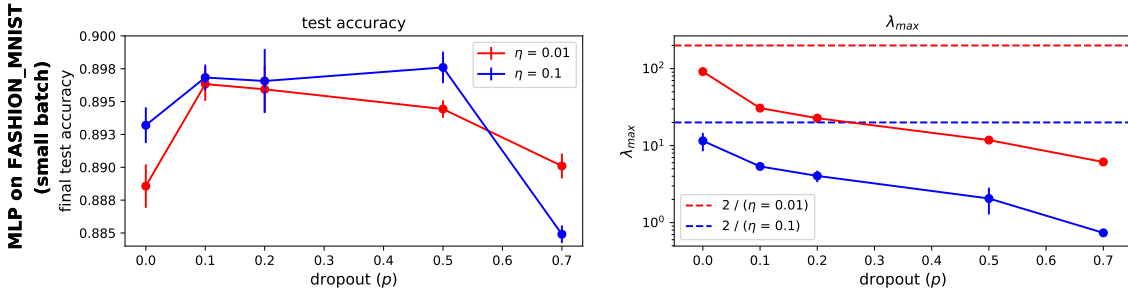 MLP on FASHION_MNIST
(small batch)
test accuracy
final test accuracy
0.900
0.898
0.895
0.893
0.890
0.888
0.885
η = 0.01
η = 0.1
0.0 0.1 0.2 0.3 0.4 0.5 0.6 0.7
dropout (p)
λmax
λmax
10²
10¹
10⁰
2 / (η = 0.01)
2 / (η = 0.1)
0.0 0.1 0.2 0.3 0.4 0.5 0.6 0.7
dropout (p)